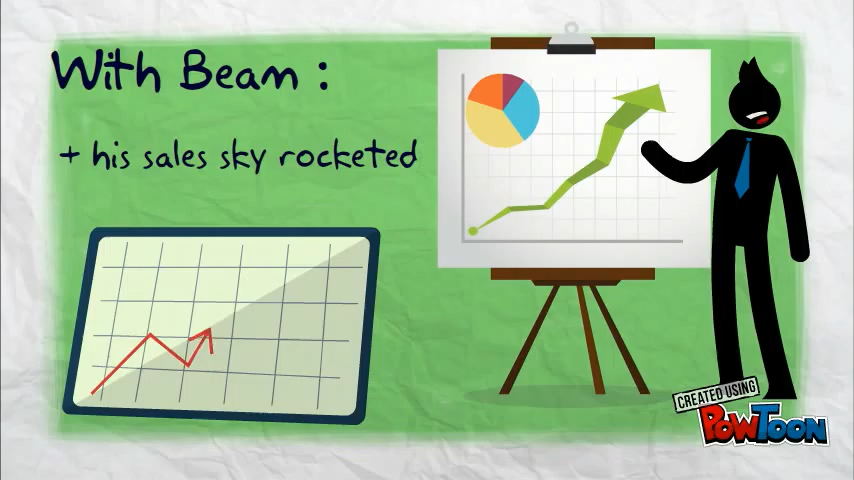 With Beam :
+ his sales sky rocketed
CREATED USING
POWTOON